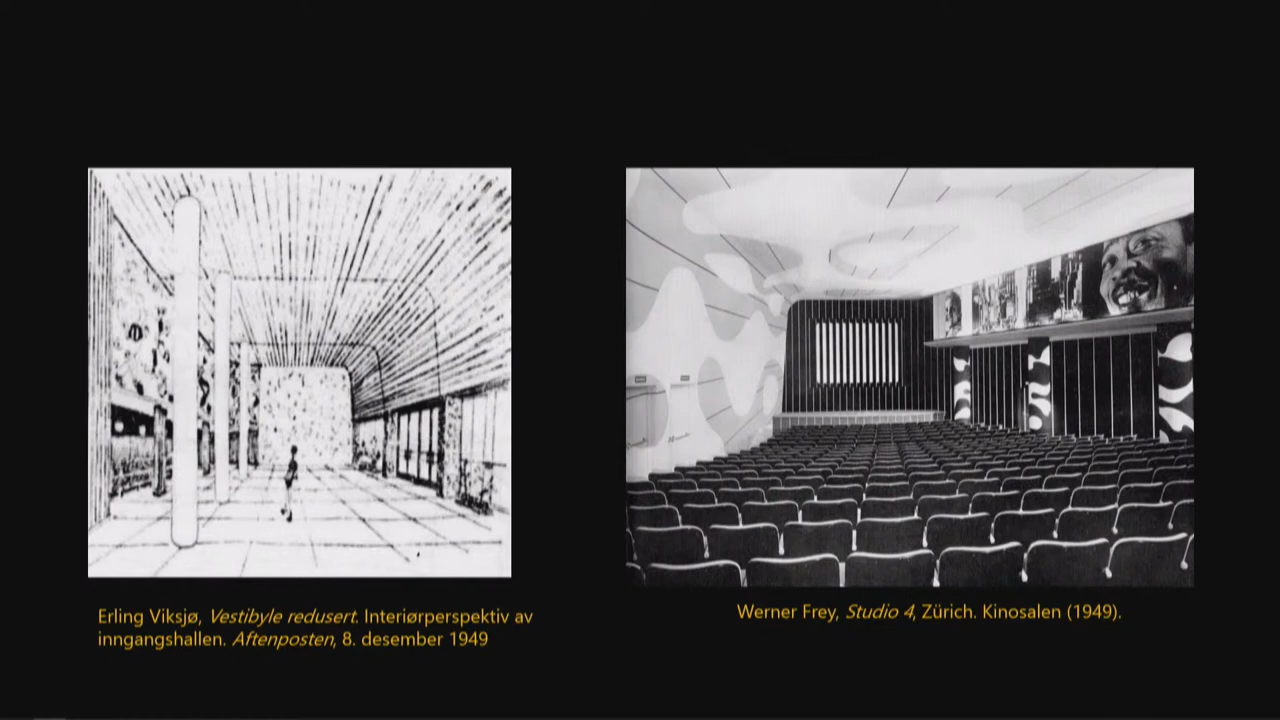 Erling Viksjø, Vestibyle redusert. Interiørperspektiv av
inngangshallen. Aftenposten, 8. desember 1949
Werner Frey, Studio 4, Zürich. Kinosalen (1949).